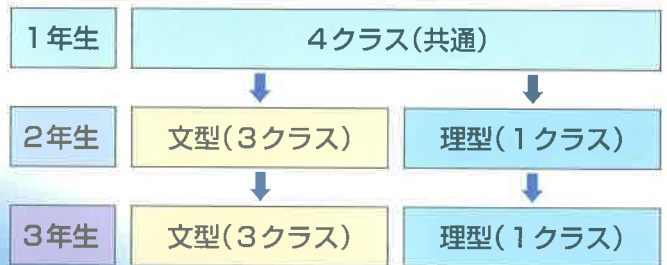 1年生
4クラス(共通)
2年生
文型(3クラス)
理型(1クラス)
3年生
文型(3クラス)
理型(1クラス)